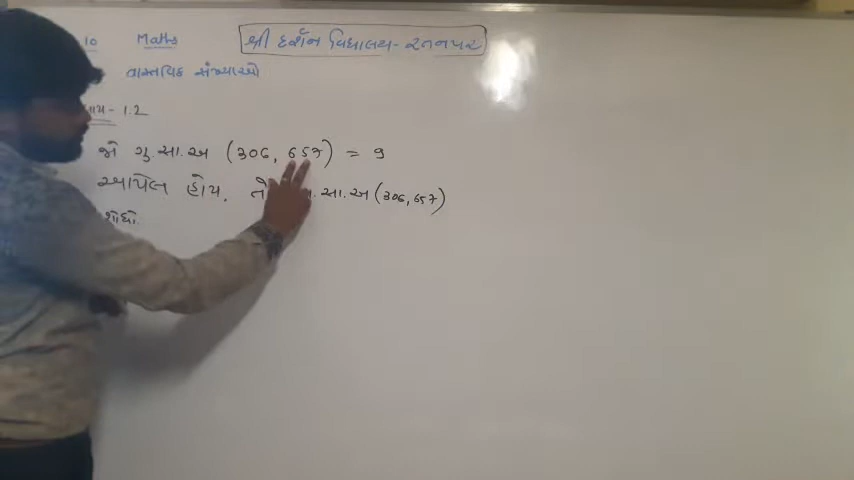 10 Maths શ્રી દર્શન વિદ્યાલય - રતનપર
વાસ્તવિક સંખ્યાઓ
1.2
જો ગુ.સા.અ (306, 657) = 9
આપેલ હોય, તો .સા.અ (306, 657)
શોધો.